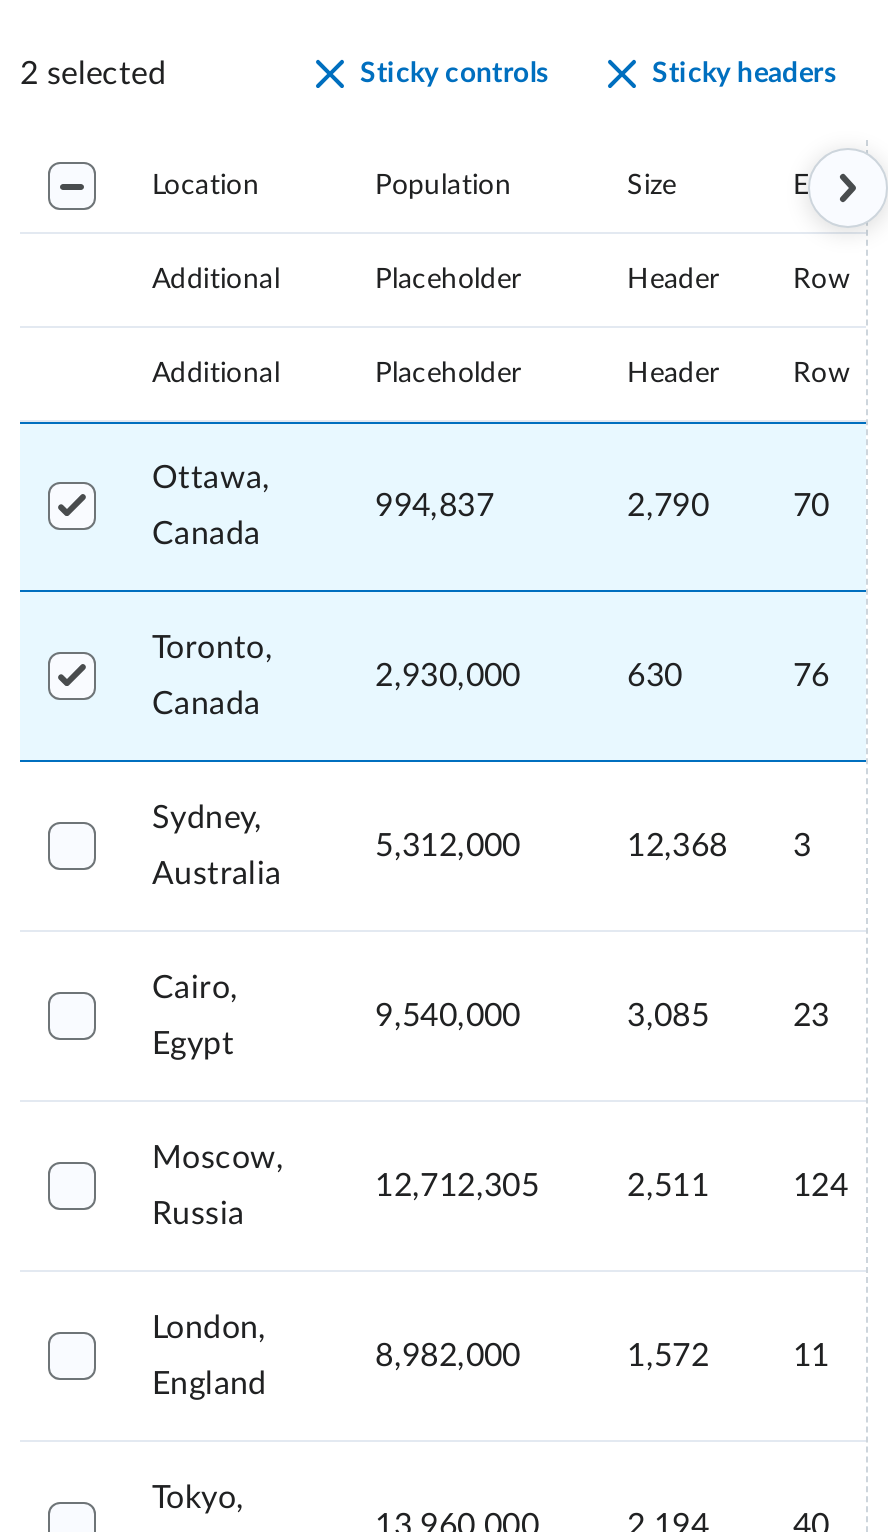 2 selected Sticky controls Sticky headers
Location Population Size
Additional Placeholder Header Row
Additional Placeholder Header Row
Ottawa,
Canada 994,837 2,790 70
Toronto,
Canada 2,930,000 630 76
Sydney,
Australia 5,312,000 12,368 3
Cairo,
Egypt 9,540,000 3,085 23
Moscow,
Russia 12,712,305 2,511 124
London,
England 8,982,000 1,572 11
Tokyo,
13,960,000 2,194 40